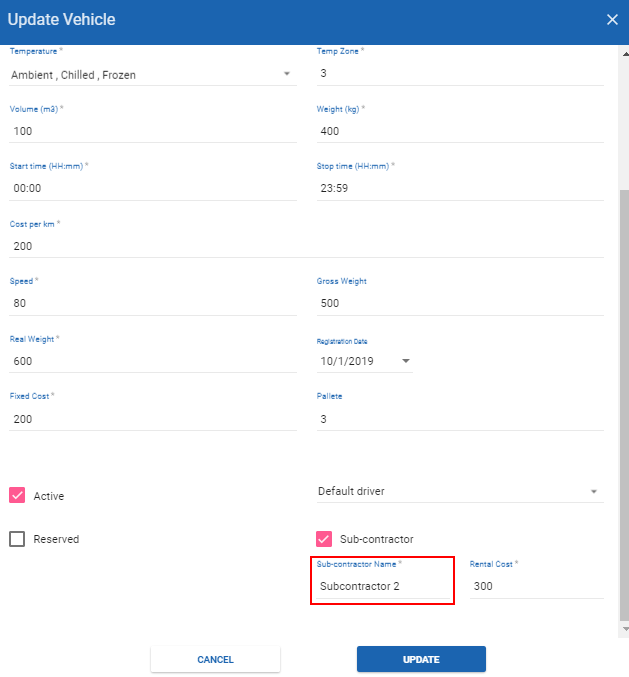 Update Vehicle
Temperature * Temp Zone *
Ambient , Chilled , Frozen 3
Volume (m3) * Weight (kg) *
100 400
Start time (HH:mm) * Stop time (HH:mm) *
00:00 23:59
Cost per km *
200
Speed * Gross Weight
80 500
Real Weight * Registration Date
600 10/1/2019
Fixed Cost * Pallete
200 3
Active Default driver
Reserved Sub-contractor
Sub-contractor Name * Rental Cost *
Subcontractor 2 300
CANCEL UPDATE